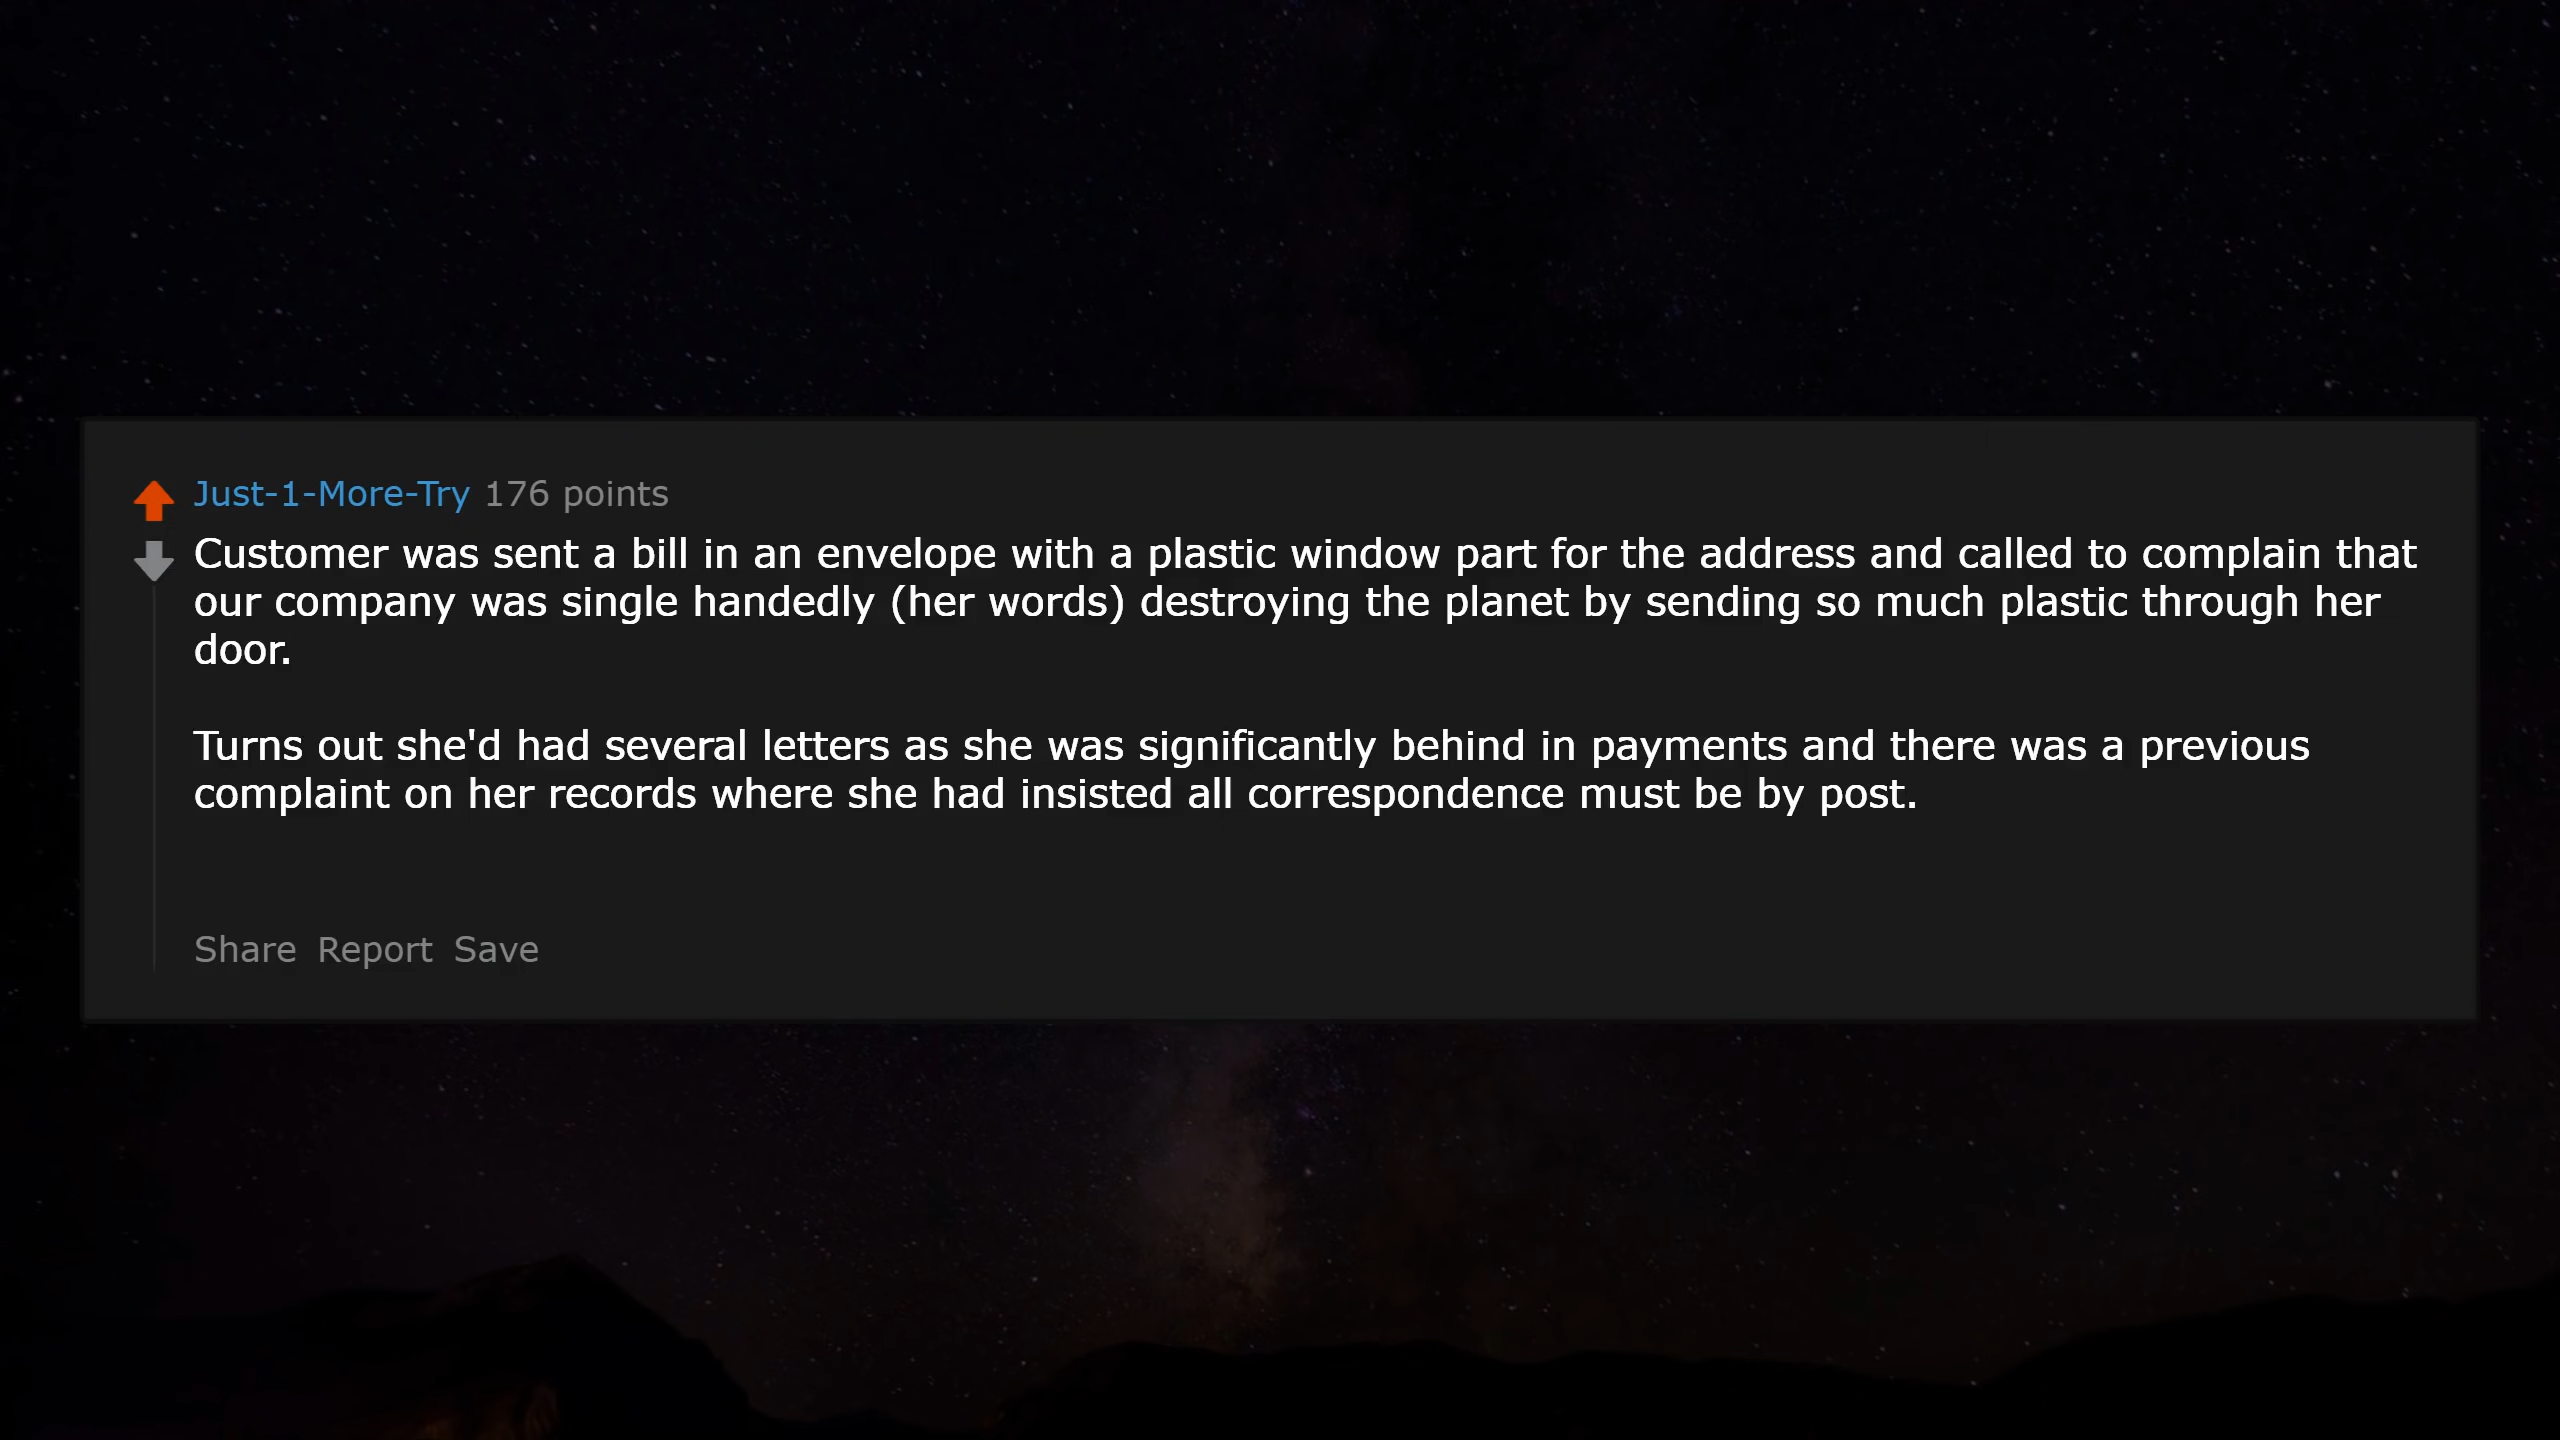 Just-1-More-Try 176 points
Customer was sent a bill in an envelope with a plastic window part for the address and called to complain that
our company was single handedly (her words) destroying the planet by sending so much plastic through her
door.
Turns out she'd had several letters as she was significantly behind in payments and there was a previous
complaint on her records where she had insisted all correspondence must be by post.
Share Report Save